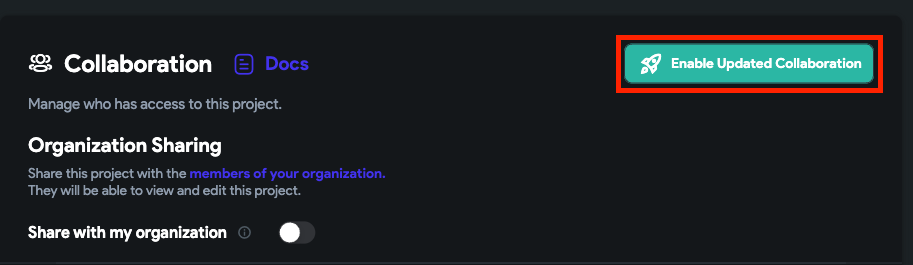 Collaboration Docs
Enable Updated Collaboration
Manage who has access to this project.
Organization Sharing
Share this project with the members of your organization.
They will be able to view and edit this project.
Share with my organization